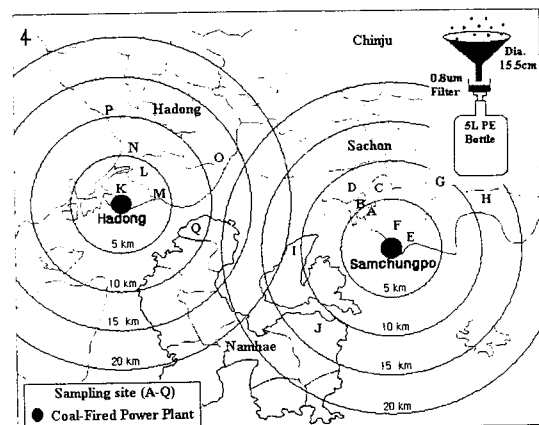 4
Chinju
Dia.
15.5cm
0.8um
Filter
5L PE
Bottle
P
Hadong
N
L
O
K
M
Hadong
Sachon
D
C
G
B
A
H
Q
F
E
I
Samchungpo
5 km
5 km
10 km
10 km
J
15 km
Namhae
15 km
20 km
20 km
Sampling site (A-Q)
Coal-Fired Power Plant